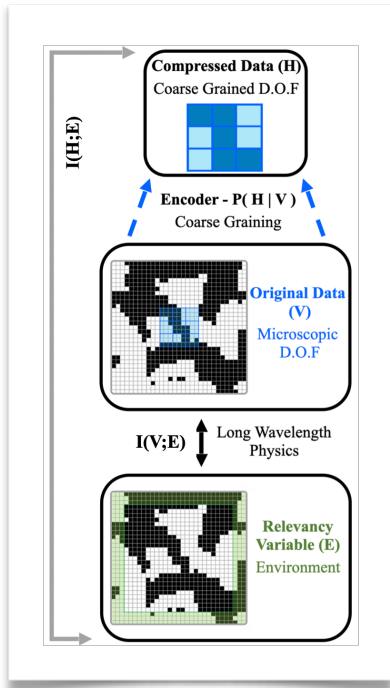 Compressed Data (H)
Coarse Grained D.O.F
I(H;E)
Encoder - P( H | V )
Coarse Graining
Original Data
(V)
Microscopic
D.O.F
I(V;E)
Long Wavelength
Physics
Relevancy
Variable (E)
Environment